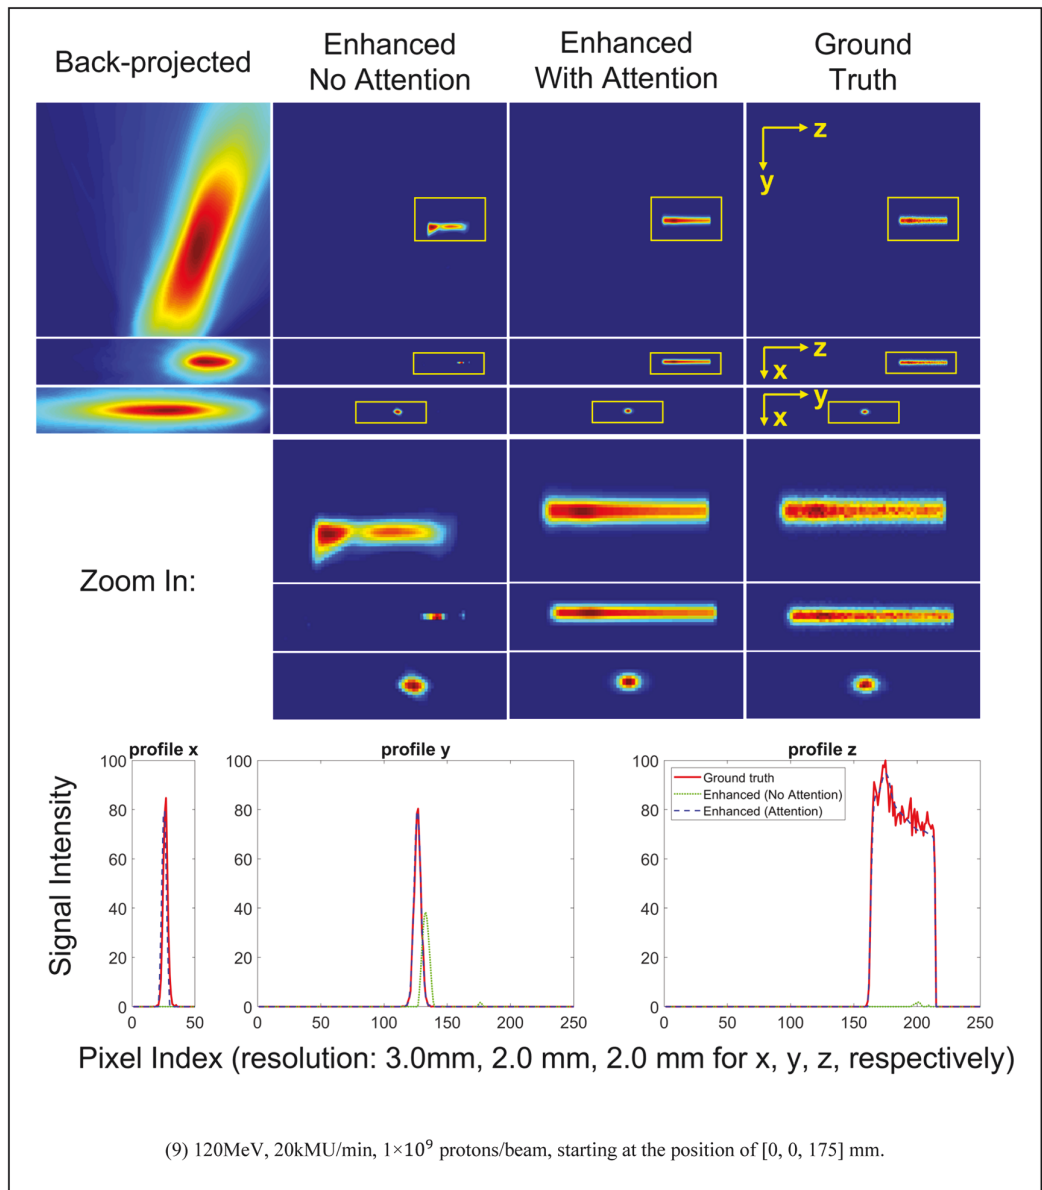 Back-projected
Enhanced
No Attention
Enhanced
With Attention
Ground
Truth
z
y
z
x
y
x
Zoom In:
profile x
profile y
profile z
Signal Intensity
100
80
60
40
20
0
0
50
100
80
60
40
20
0
0
50
100
150
200
250
100
80
60
40
20
0
0
50
100
150
200
250
Ground truth
Enhanced (No Attention)
Enhanced (Attention)
Pixel Index (resolution: 3.0mm, 2.0 mm, 2.0 mm for x, y, z, respectively)
(9) 120MeV, 20kMU/min, 1×10⁹ protons/beam, starting at the position of [0, 0, 175] mm.